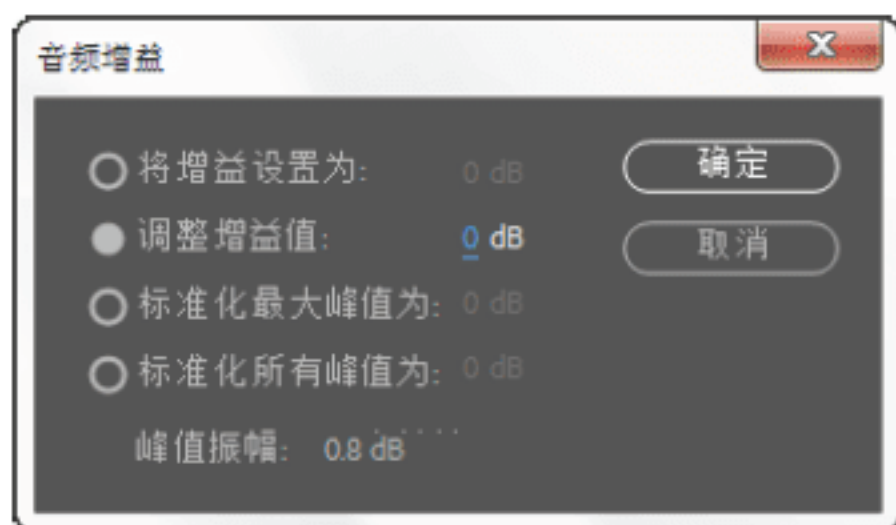 音频增益
将增益设置为: 0 dB 确定
调整增益值: 0 dB 取消
标准化最大峰值为: 0 dB
标准化所有峰值为: 0 dB
峰值振幅: 0.8 dB